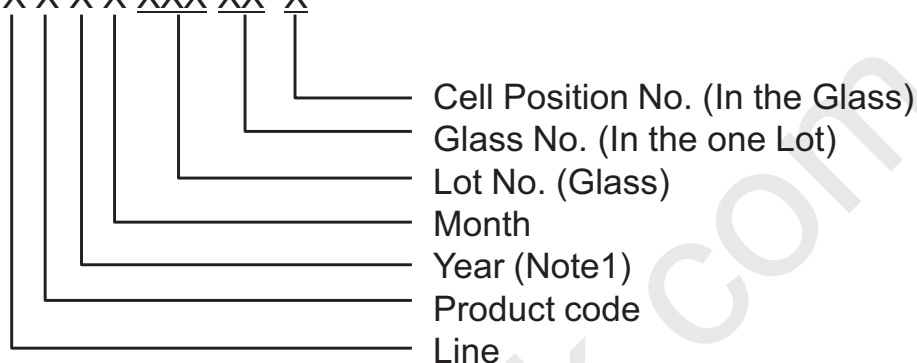 X X X X XXX XX X
Cell Position No. (In the Glass)
Glass No. (In the one Lot)
Lot No. (Glass)
Month
Year (Note1)
Product code
Line